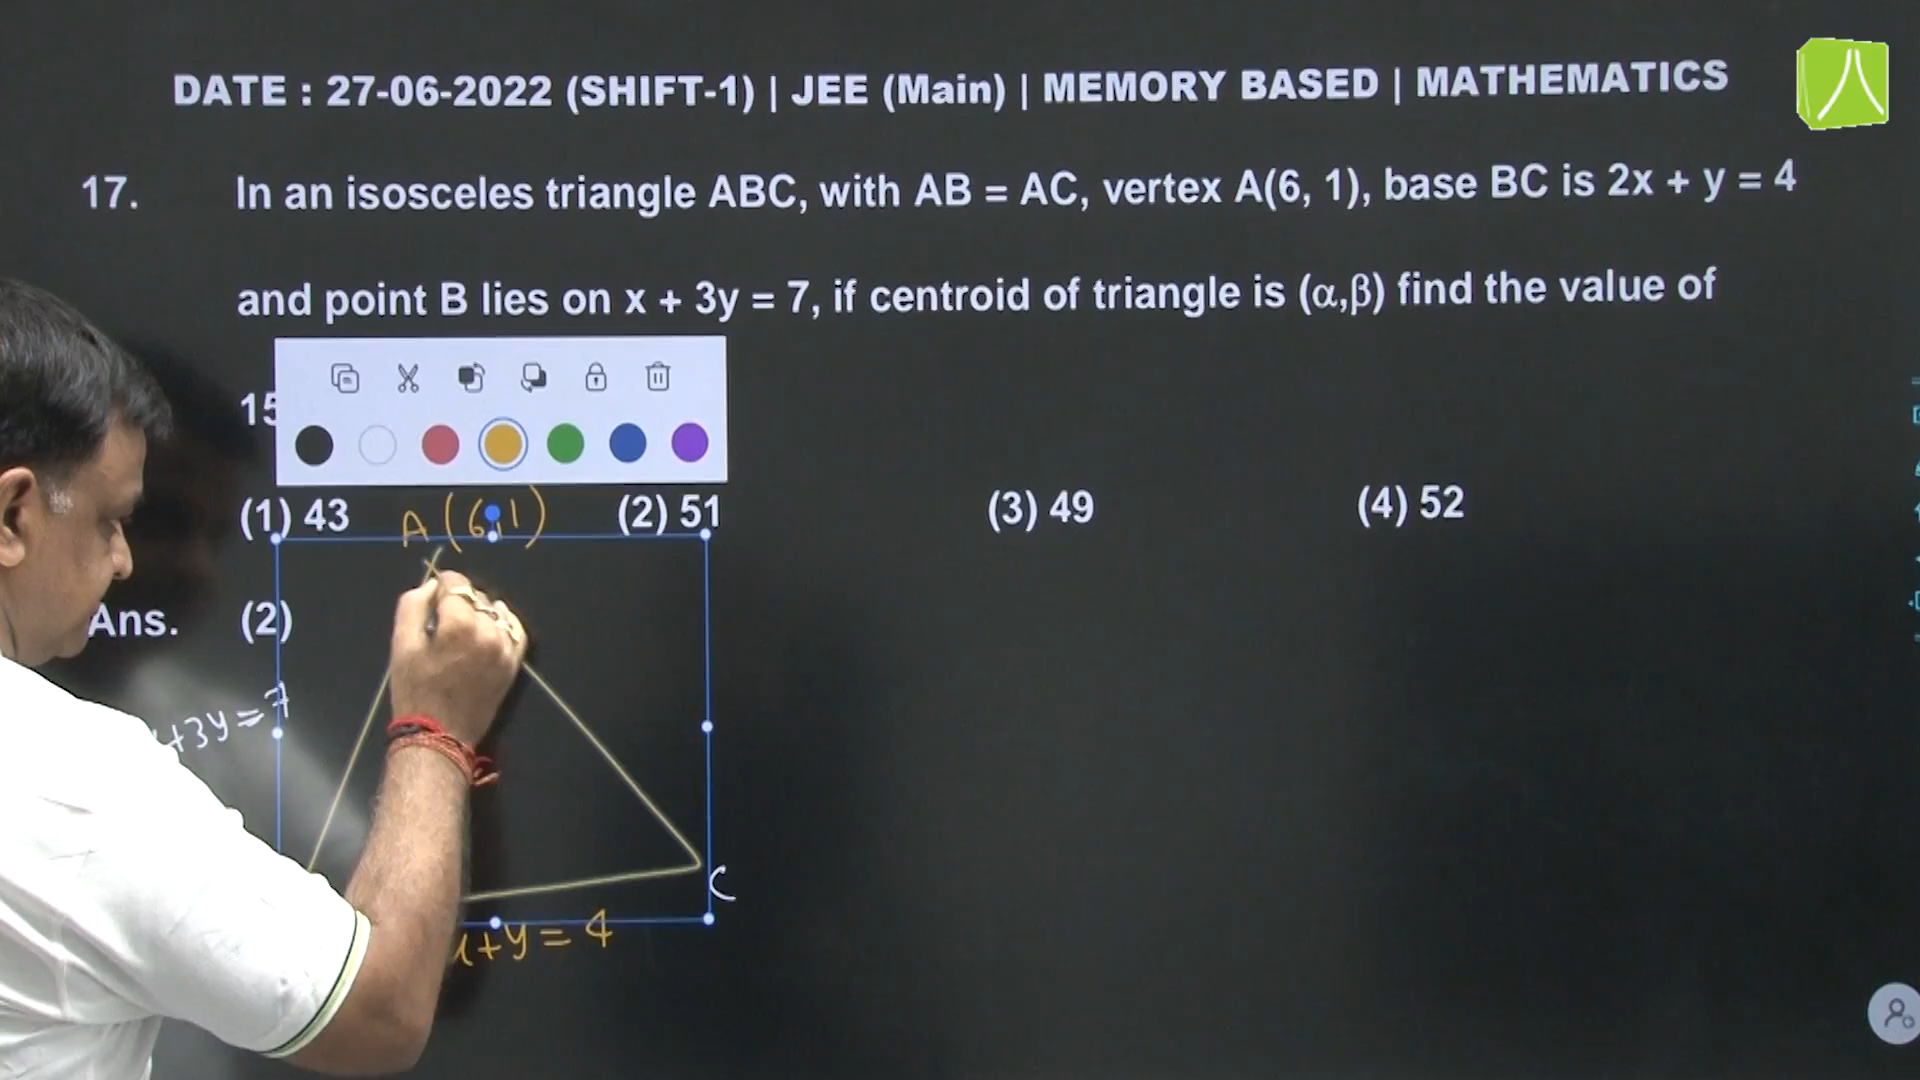 DATE : 27-06-2022 (SHIFT-1) | JEE (Main) | MEMORY BASED | MATHEMATICS
17. In an isosceles triangle ABC, with AB = AC, vertex A(6, 1), base BC is 2x + y = 4
and point B lies on x + 3y = 7, if centroid of triangle is (α,β) find the value of
15
(1) 43 (2) 51 (3) 49 (4) 52
A (6,1)
Ans. (2)
+3y=7
C
x+y=4